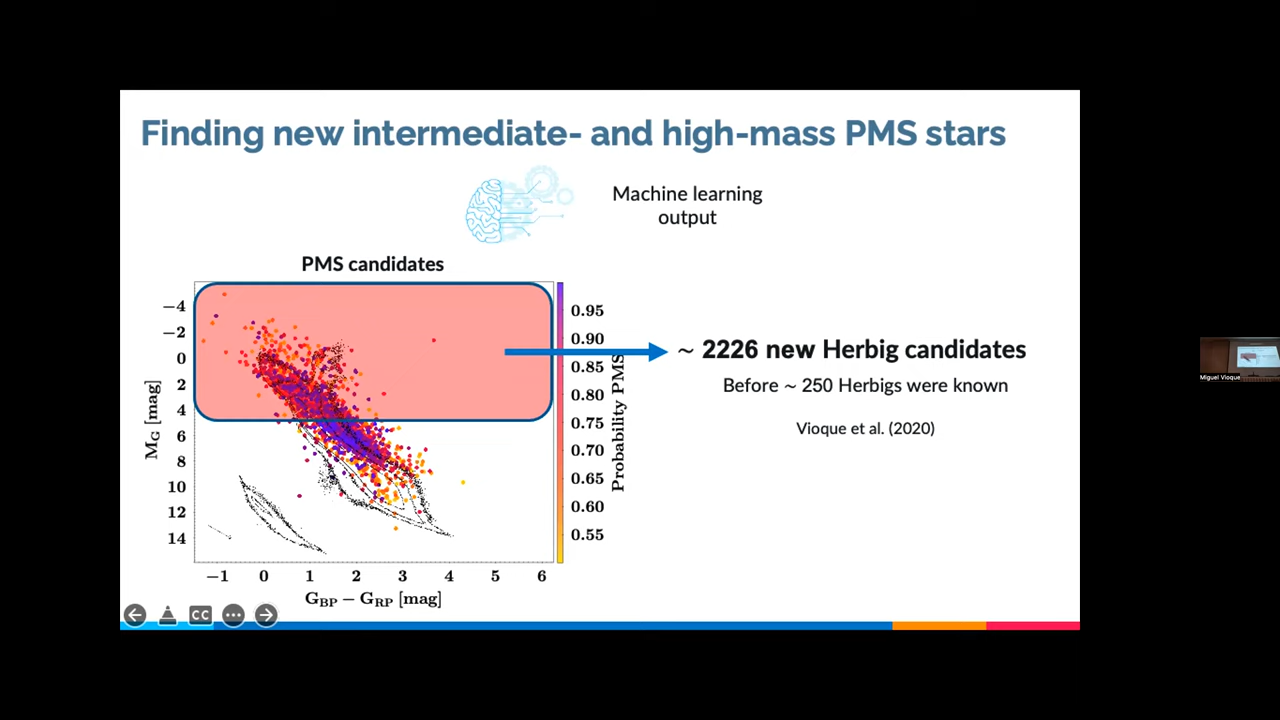 Finding new intermediate- and high-mass PMS stars
Machine learning
output
PMS candidates
−4
−2
0
2
4
6
8
10
12
14
M_G [mag]
−1 0 1 2 3 4 5 6
G_BP − G_RP [mag]
0.95
0.90
0.85
0.80
0.75
0.70
0.65
0.60
0.55
Probability PMS
~ 2226 new Herbig candidates
Before ~ 250 Herbigs were known
Vioque et al. (2020)
CC
Miguel Vioque